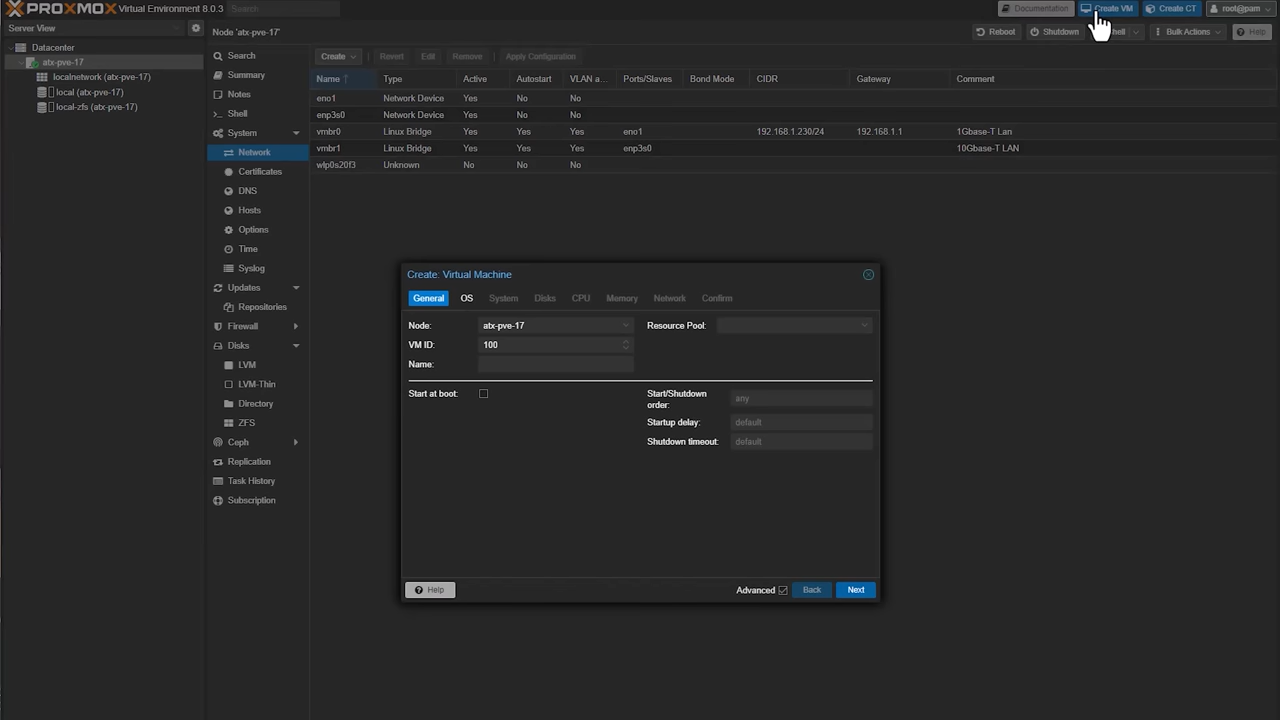 PROXMOX Virtual Environment 8.0.3 Search Documentation Create VM Create CT root@pam
Server View
Node 'atx-pve-17' Reboot Shutdown Shell Bulk Actions Help
Datacenter
atx-pve-17
localnetwork (atx-pve-17)
local (atx-pve-17)
local-zfs (atx-pve-17)
Search
Summary
Notes
Shell
System
Network
Certificates
DNS
Hosts
Options
Time
Syslog
Updates
Repositories
Firewall
Disks
LVM
LVM-Thin
Directory
ZFS
Ceph
Replication
Task History
Subscription
Create Revert Edit Remove Apply Configuration
Name Type Active Autostart VLAN a... Ports/Slaves Bond Mode CIDR Gateway Comment
eno1 Network Device Yes No No
enp3s0 Network Device Yes No No
vmbr0 Linux Bridge Yes Yes Yes eno1 192.168.1.230/24 192.168.1.1 1Gbase-T Lan
vmbr1 Linux Bridge Yes Yes Yes enp3s0 10Gbase-T LAN
wlp0s20f3 Unknown No No No
Create: Virtual Machine
General OS System Disks CPU Memory Network Confirm
Node: atx-pve-17 Resource Pool:
VM ID: 100
Name:
Start at boot: Start/Shutdown order: any
Startup delay: default
Shutdown timeout: default
Help Advanced Back Next